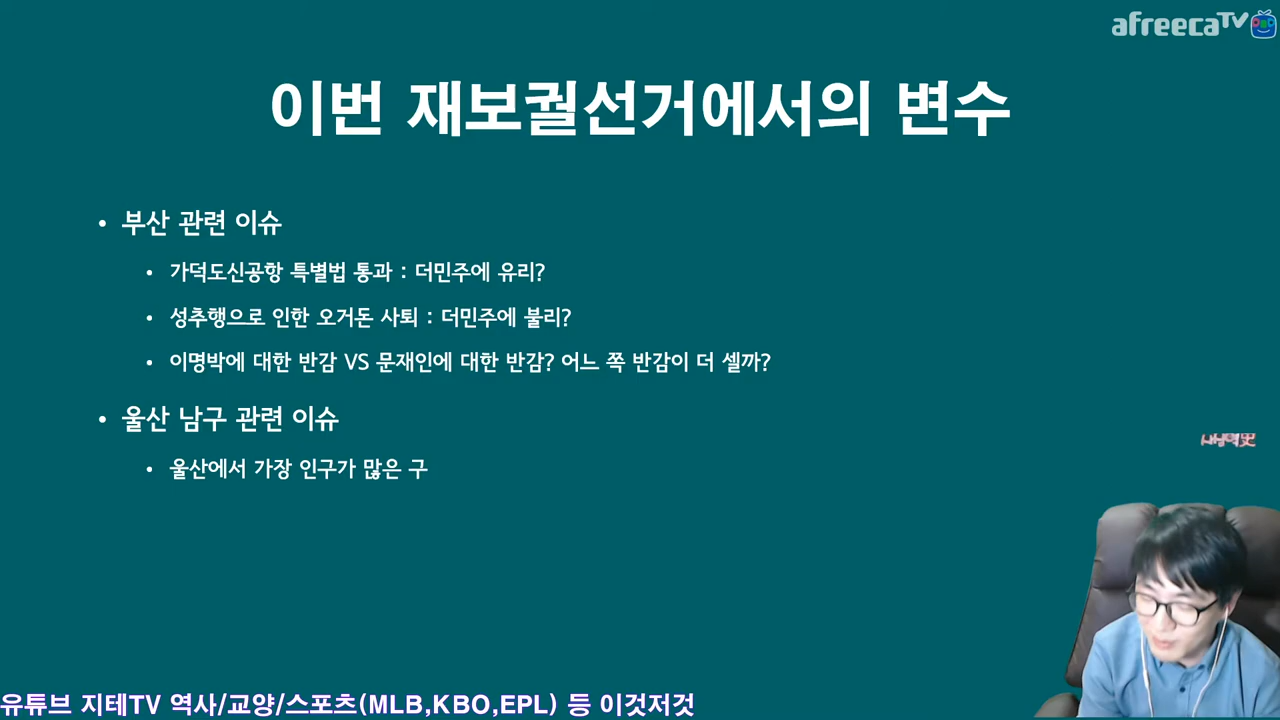 afreecaTV
이번 재보궐선거에서의 변수
• 부산 관련 이슈
• 가덕도신공항 특별법 통과 : 더민주에 유리?
• 성추행으로 인한 오거돈 사퇴 : 더민주에 불리?
• 이명박에 대한 반감 VS 문재인에 대한 반감? 어느 쪽 반감이 더 셀까?
• 울산 남구 관련 이슈
• 울산에서 가장 인구가 많은 구
유튜브 지테TV 역사/교양/스포츠(MLB,KBO,EPL) 등 이것저것